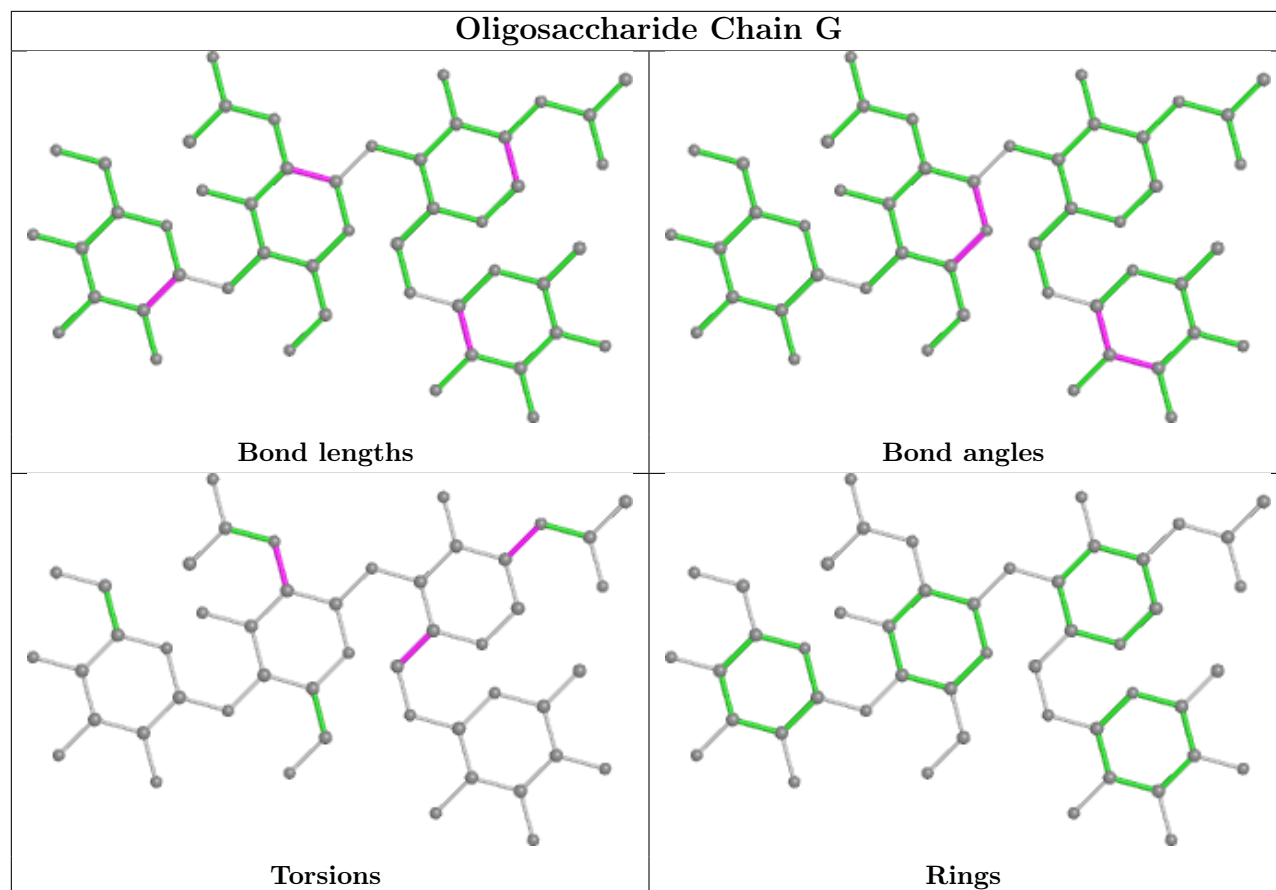 Oligosaccharide Chain G
Bond lengths
Bond angles
Torsions
Rings